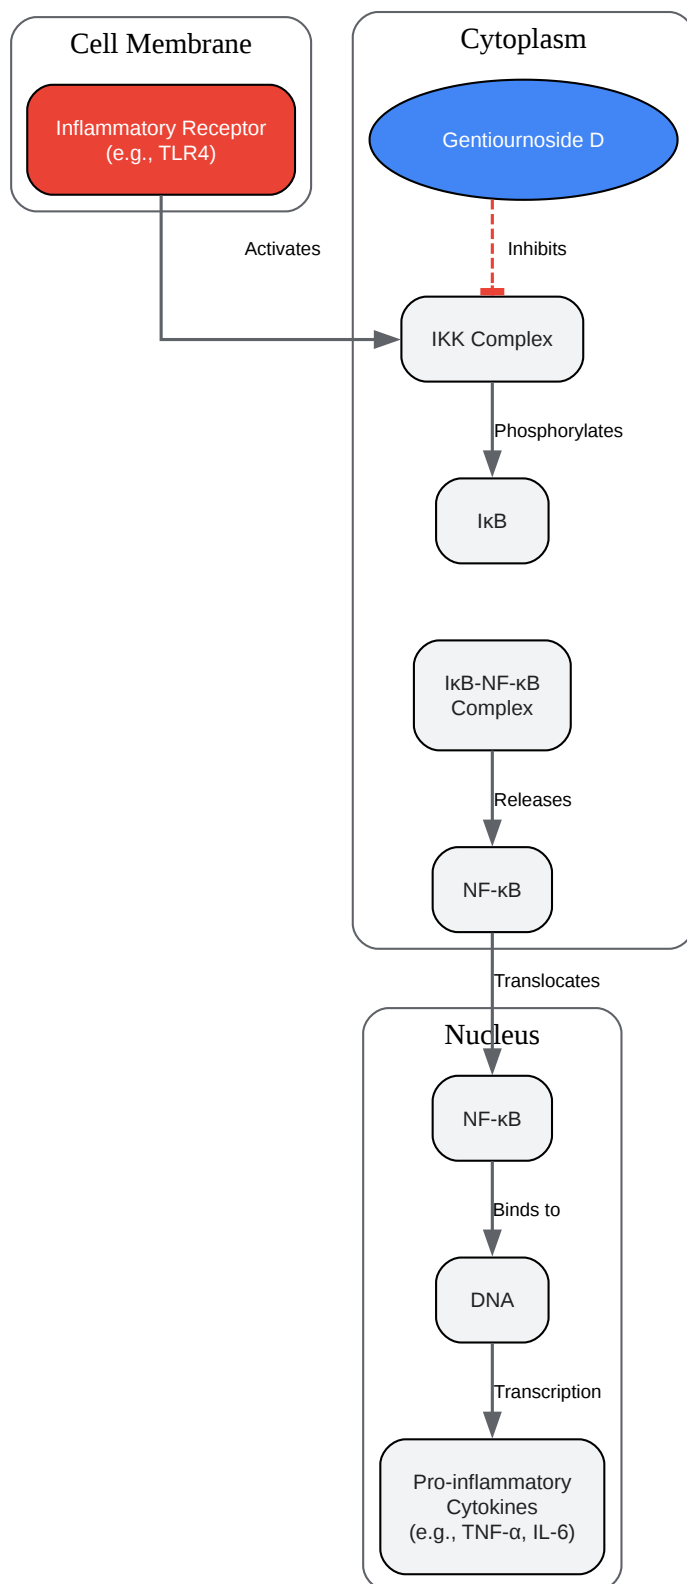 Cell Membrane
Inflammatory Receptor
(e.g., TLR4)
Cytoplasm
Gentiournoside D
Activates
Inhibits
IKK Complex
Phosphorylates
IκB
IκB-NF-κB
Complex
Releases
NF-κB
Translocates
Nucleus
NF-κB
Binds to
DNA
Transcription
Pro-inflammatory
Cytokines
(e.g., TNF-α, IL-6)